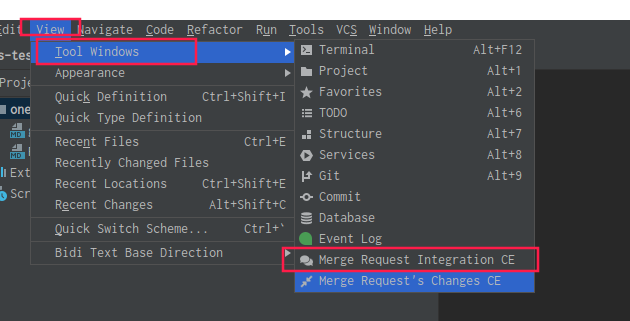 Edit View Navigate Code Refactor Run Tools VCS Window Help
s-tes
Proje
one
MD
MD
Ext
Scr
Tool Windows
Appearance
Quick Definition Ctrl+Shift+I
Quick Type Definition
Recent Files Ctrl+E
Recently Changed Files
Recent Locations Ctrl+Shift+E
Recent Changes Alt+Shift+C
Quick Switch Scheme... Ctrl+`
Bidi Text Base Direction
Terminal Alt+F12
Project Alt+1
Favorites Alt+2
TODO Alt+6
Structure Alt+7
Services Alt+8
Git Alt+9
Commit
Database
Event Log
Merge Request Integration CE
Merge Request's Changes CE